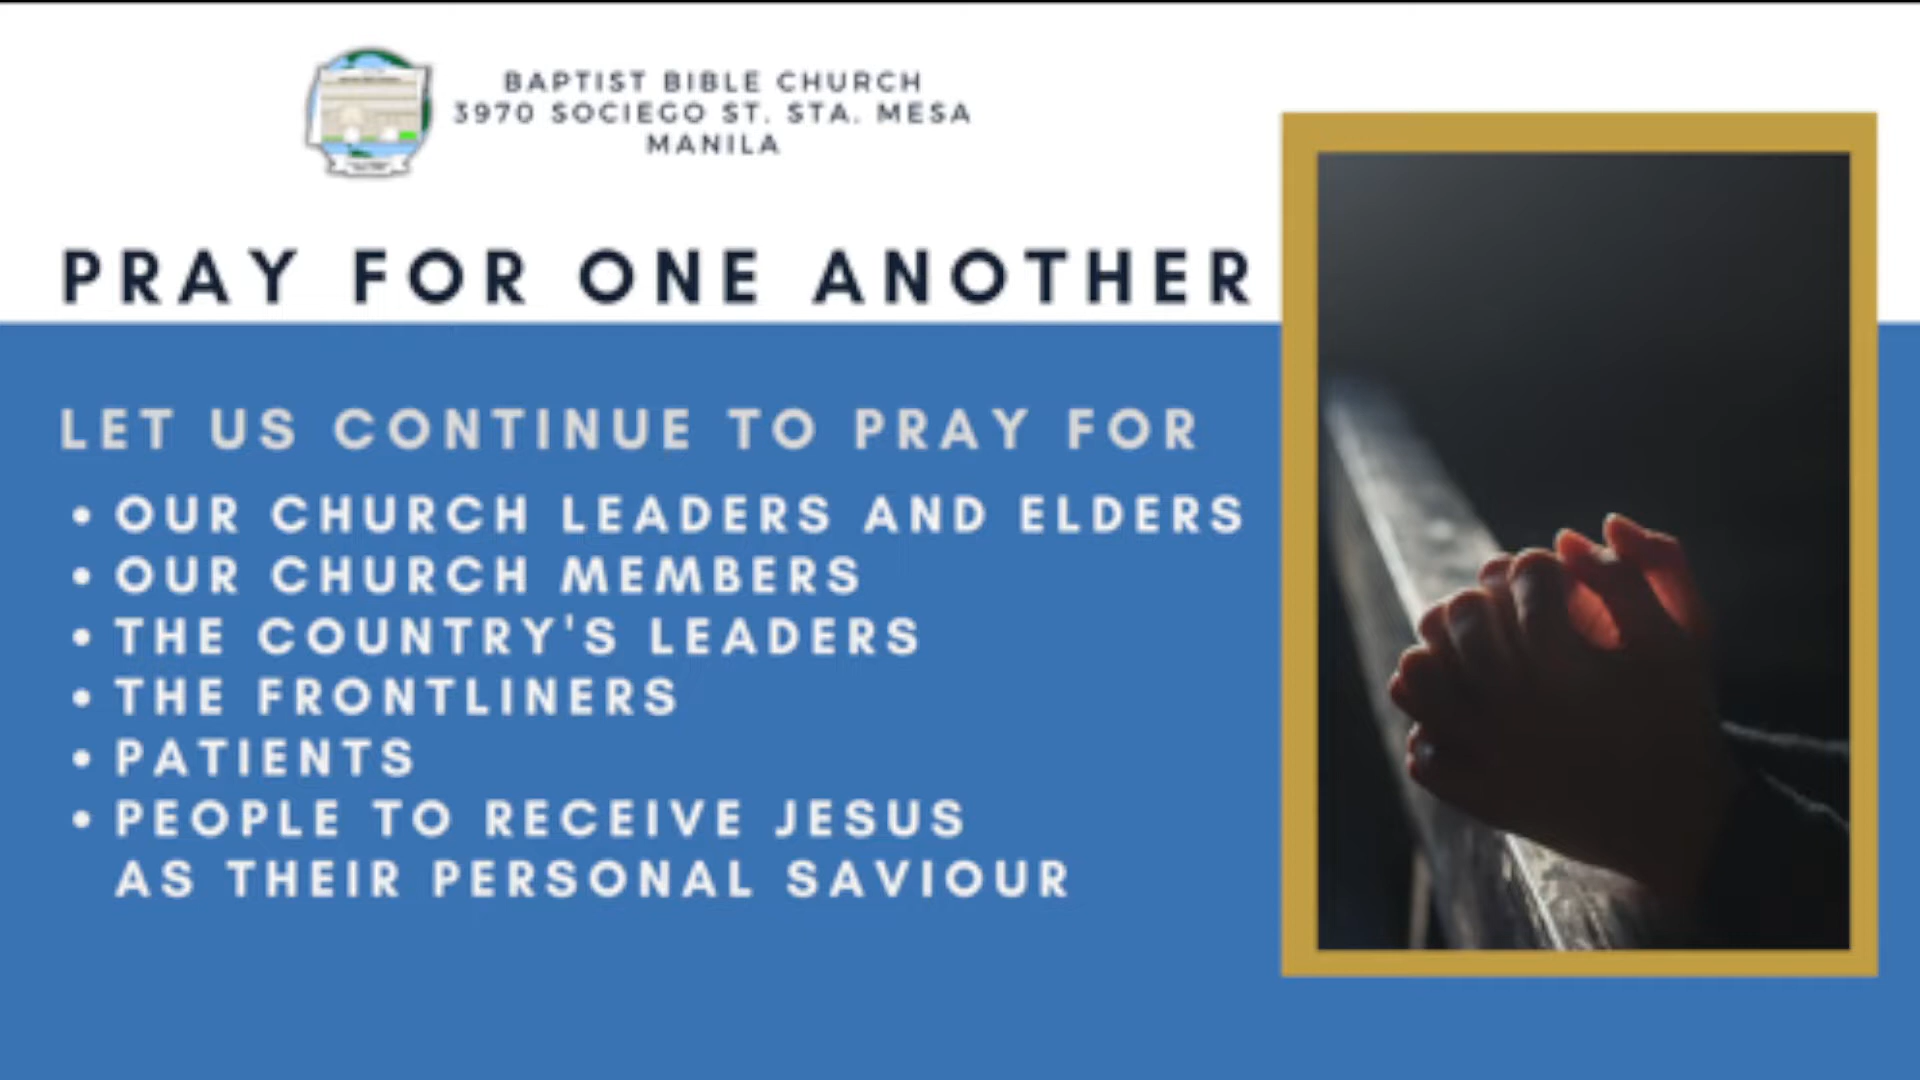 BAPTIST BIBLE CHURCH
3970 SOCIEGO ST. STA. MESA
MANILA
PRAY FOR ONE ANOTHER
LET US CONTINUE TO PRAY FOR
• OUR CHURCH LEADERS AND ELDERS
• OUR CHURCH MEMBERS
• THE COUNTRY'S LEADERS
• THE FRONTLINERS
• PATIENTS
• PEOPLE TO RECEIVE JESUS
AS THEIR PERSONAL SAVIOUR